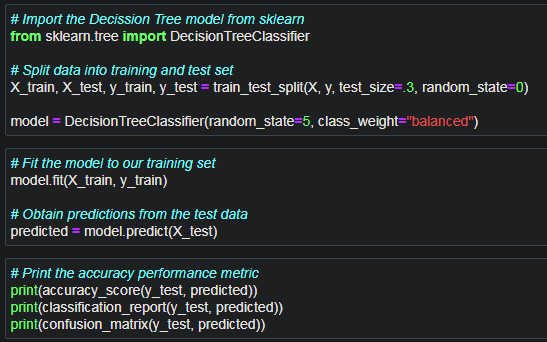 # Import the Decission Tree model from sklearn
from sklearn.tree import DecisionTreeClassifier
# Split data into training and test set
X_train, X_test, y_train, y_test = train_test_split(X, y, test_size=.3, random_state=0)
model = DecisionTreeClassifier(random_state=5, class_weight="balanced")
# Fit the model to our training set
model.fit(X_train, y_train)
# Obtain predictions from the test data
predicted = model.predict(X_test)
# Print the accuracy performance metric
print(accuracy_score(y_test, predicted))
print(classification_report(y_test, predicted))
print(confusion_matrix(y_test, predicted))